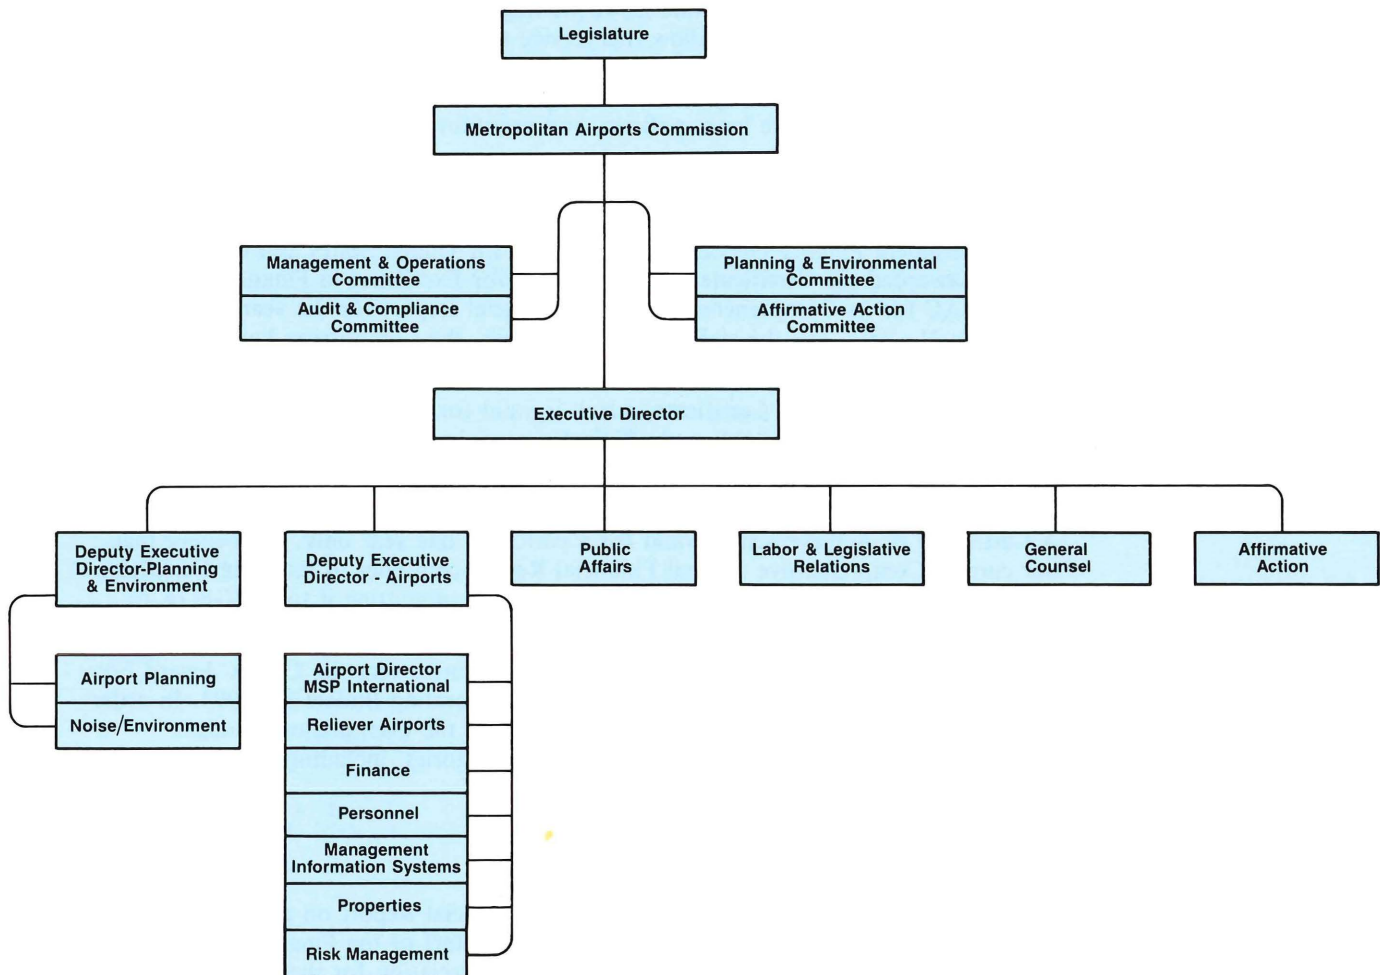 Legislature
Metropolitan Airports Commission
Management & Operations
Committee
Audit & Compliance
Committee
Planning & Environmental
Committee
Affirmative Action
Committee
Executive Director
Deputy Executive
Director-Planning
& Environment
Deputy Executive
Director - Airports
Public
Affairs
Labor & Legislative
Relations
General
Counsel
Affirmative
Action
Airport Planning
Noise/Environment
Airport Director
MSP International
Reliever Airports
Finance
Personnel
Management
Information Systems
Properties
Risk Management